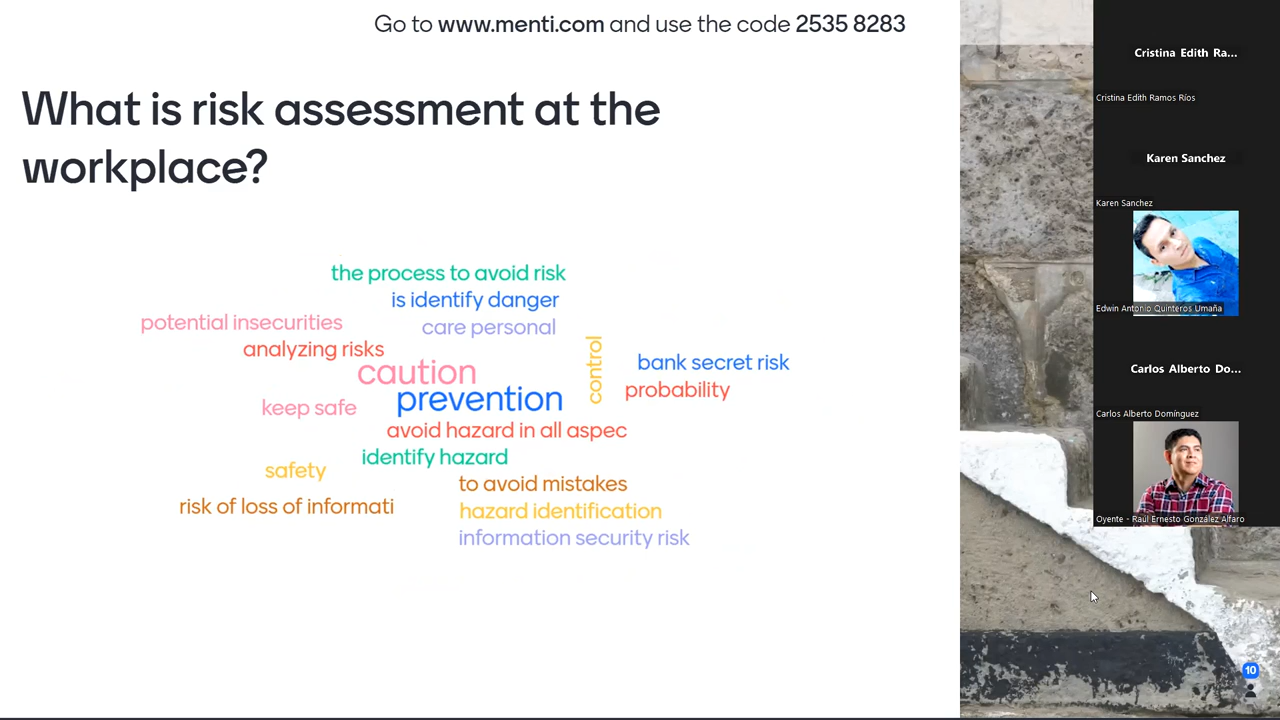 Go to www.menti.com and use the code 2535 8283
What is risk assessment at the
workplace?
the process to avoid risk
is identify danger
potential insecurities
care personal
analyzing risks
control
bank secret risk
caution
probability
prevention
keep safe
avoid hazard in all aspec
identify hazard
safety
to avoid mistakes
risk of loss of informati
hazard identification
information security risk
Cristina Edith Ra...
Cristina Edith Ramos Ríos
Karen Sanchez
Karen Sanchez
Edwin Antonio Quinteros Umaña
Carlos Alberto Do...
Carlos Alberto Domínguez
Oyente - Raúl Ernesto González Alfaro
10